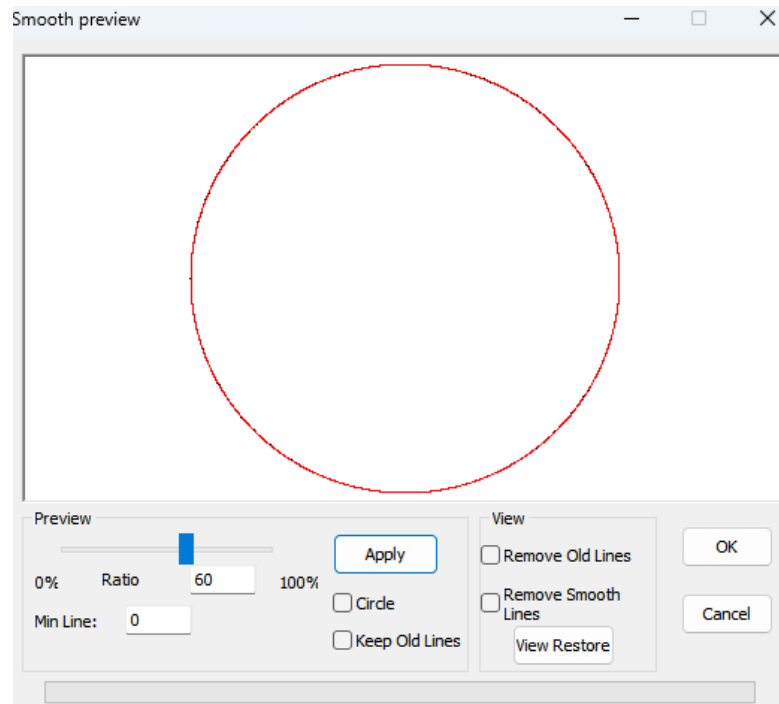 Smooth preview
Preview
Apply
0%
Ratio
60
100%
Min Line:
0
Circle
Keep Old Lines
View
Remove Old Lines
Remove Smooth
Lines
View Restore
OK
Cancel